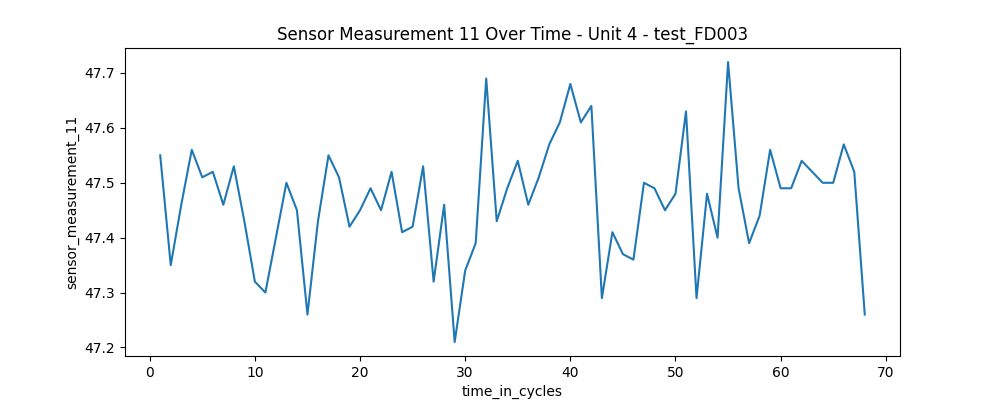 Sensor Measurement 11 Over Time - Unit 4 - test_FD003
sensor_measurement_11
47.7
47.6
47.5
47.4
47.3
47.2
0 10 20 30 40 50 60 70
time_in_cycles